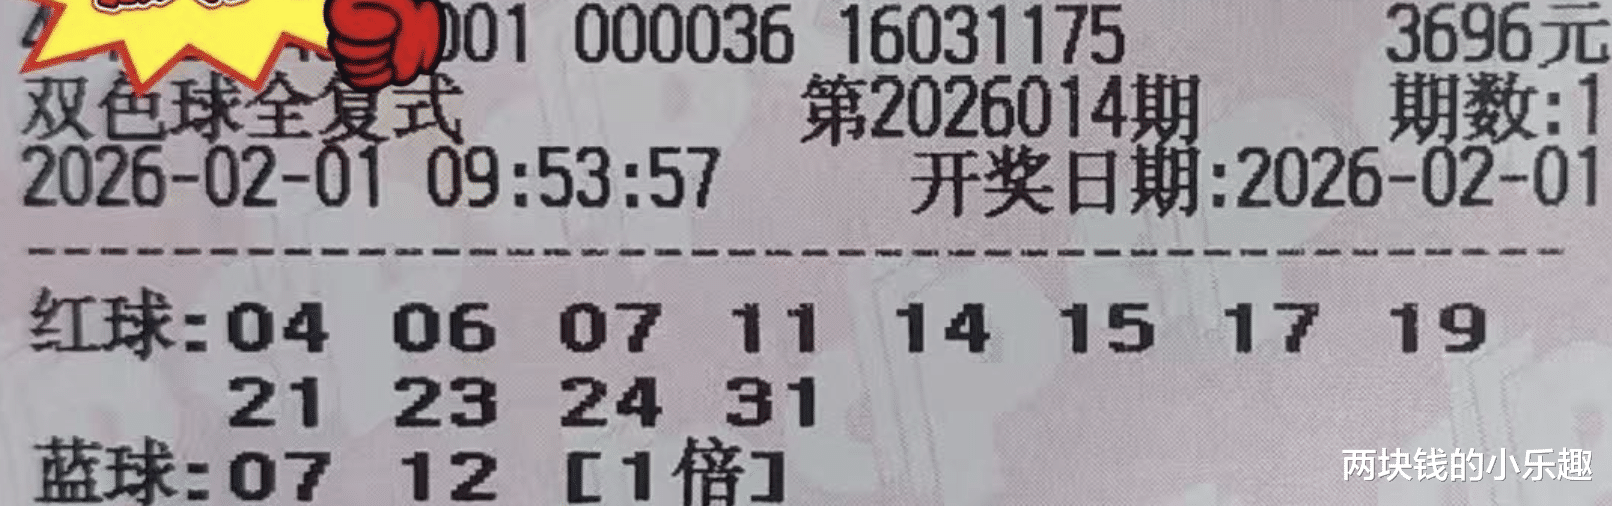 001 000036 16031175 3696元
双色球全复式 第2026014期 期数:1
2026-02-01 09:53:57 开奖日期:2026-02-01
红球:04 06 07 11 14 15 17 19
21 23 24 31
蓝球:07 12 [1倍]
两块钱的小乐趣